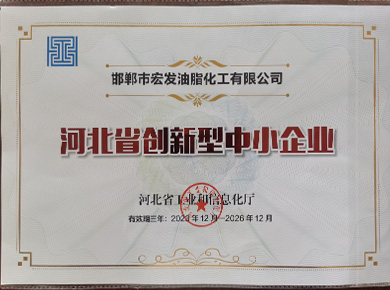 邯郸市宏发油脂化工有限公司
河北省创新型中小企业
河北省工业和信息化厅
有效期三年：2023年12月—2026年12月